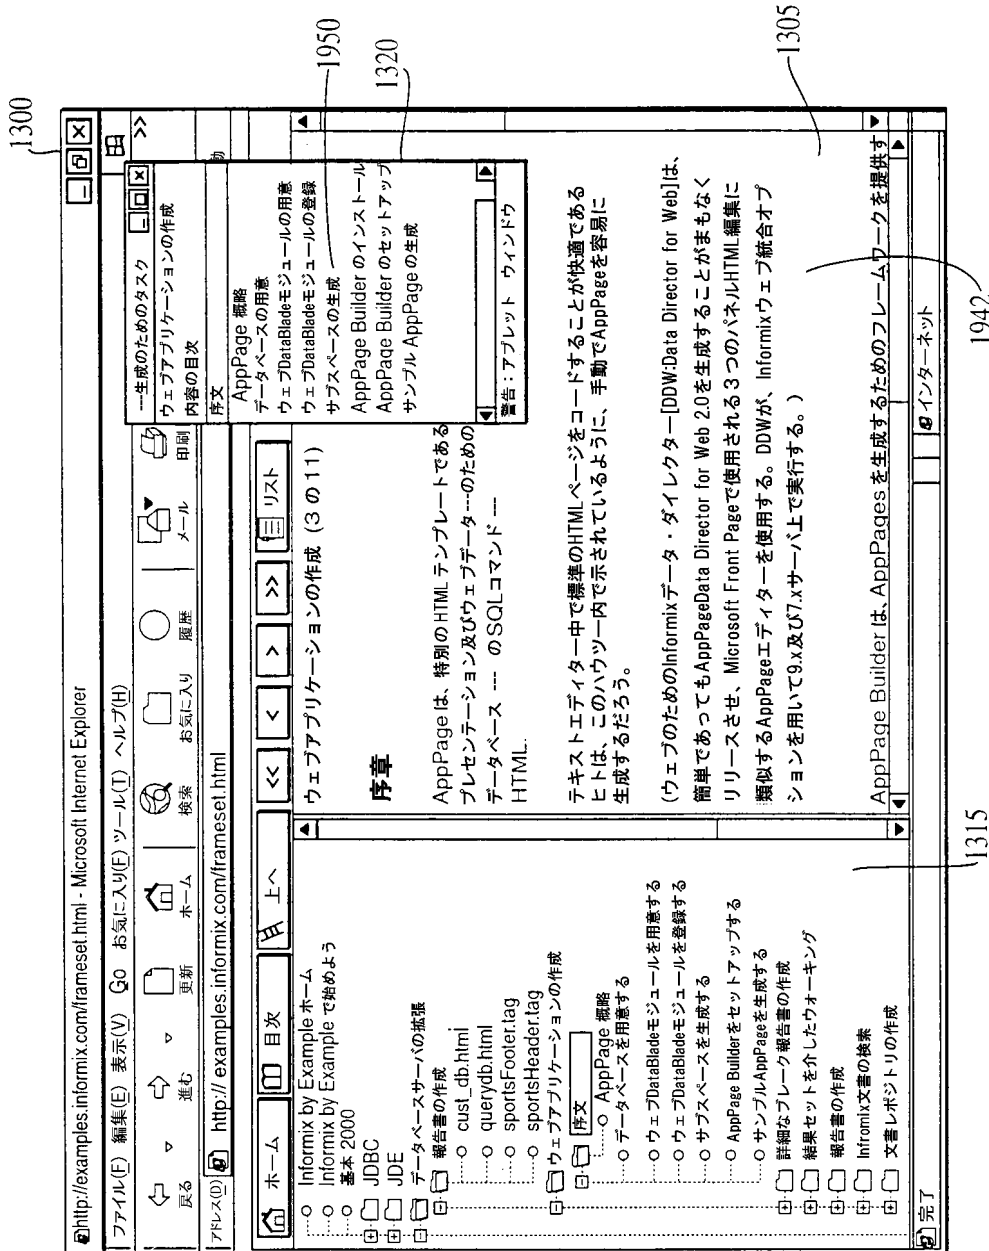 1300
http://examples.informix.com/frameset.html - Microsoft Internet Explorer
ファイル(F) 編集(E) 表示(V) Go お気に入り(F) ツール(T) ヘルプ(H)
>>
戻る 進む 更新 ホーム 検索 お気に入り 履歴 メール 印刷
アドレス(D) http:// examples.informix.com/frameset.html
動
ホーム 目次 上へ << < > >> リスト
---生成のためのタスク
ウェブアプリケーションの作成
内容の目次
序文
AppPage 概略
データベースの用意
ウェブDataBladeモジュールの用意
ウェブDataBladeモジュールの登録
サブスペースの生成
AppPage Builder のインストール
AppPage Builder のセットアップ
サンプル AppPage の生成
警告：アプレット ウィンドウ
1950
1320
Informix by Example ホーム
Informix by Example で始めよう
基本 2000
JDBC
JDE
データベースサーバの拡張
報告書の作成
cust_db.html
querydb.html
sportsFooter.tag
sportsHeader.tag
ウェブアプリケーションの作成
序文
AppPage 概略
データベースを用意する
ウェブDataBladeモジュールを用意する
ウェブDataBladeモジュールを登録する
サブスペースを生成する
AppPage Builderをセットアップする
サンプルAppPageを生成する
詳細なブレーク報告書の作成
結果セットを介したウォーキング
報告書の作成
Infromix文書の検索
文書レポジトリの作成
1315
ウェブアプリケーションの作成 (3 の 11)
序章
AppPage は、特別の HTML テンプレートである
プレセンテーション及びウェブデータ---のための
データベース --- のSQLコマンド ---
HTML.
テキストエディター中で標準のHTMLページをコードすることが快適である
ヒトは、このハウツー内で示されているように、手動でAppPageを容易に
生成するだろう。
(ウェブのためのInformixデータ・ダイレクター[DDW:Data Director for Web]は、
簡単であってもAppPageData Director for Web 2.0を生成することがまもなく
リリースさせ、Microsoft Front Pageで使用される３つのパネルHTML編集に
類似するAppPageエディターを使用する。DDWが、Informixウェブ統合オプ
ションを用いて9.x及び7.xサーバ上で実行する。)
AppPage Builder は、AppPages を生成するためのフレームワークを提供す
1305
1942
完了
インターネット